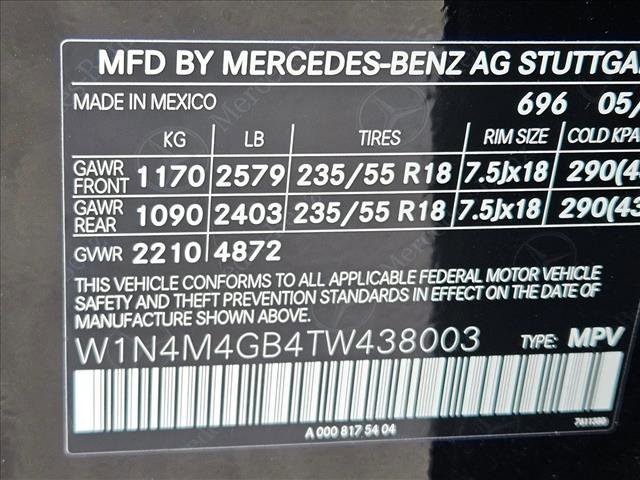 MFD BY MERCEDES-BENZ AG STUTTGA
MADE IN MEXICO 696 05/
KG LB TIRES RIM SIZE COLD KPA
GAWR FRONT 1170 2579 235/55 R18 7.5Jx18 290(4
GAWR REAR 1090 2403 235/55 R18 7.5Jx18 290(43
GVWR 2210 4872
THIS VEHICLE CONFORMS TO ALL APPLICABLE FEDERAL MOTOR VEHICLE
SAFETY AND THEFT PREVENTION STANDARDS IN EFFECT ON THE DATE OF
MANUFACTURE SHOWN ABOVE.
W1N4M4GB4TW438003 TYPE: MPV
A 000 817 54 04